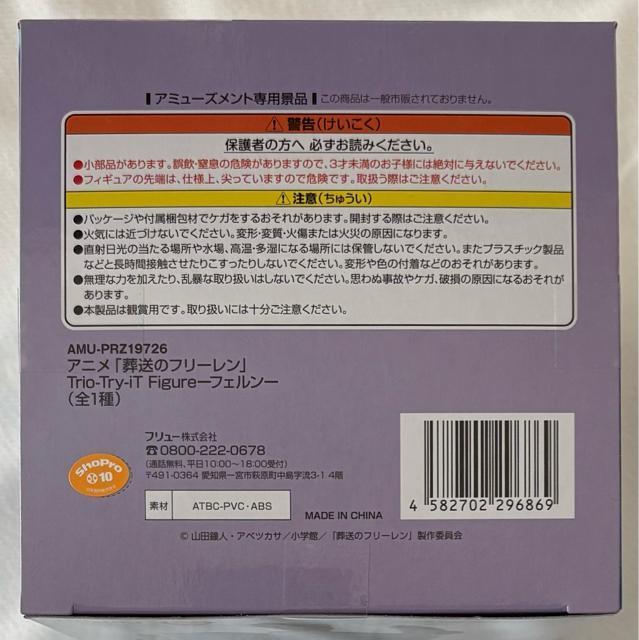 アミューズメント専用景品 この商品は一般市販されておりません。
⚠警告(けいこく)
保護者の方へ 必ずお読みください。
●小部品があります。誤飲・窒息の危険がありますので、3才未満のお子様には絶対に与えないでください。
●フィギュアの先端は、仕様上、尖っていますので危険です。取扱う際はご注意ください。
⚠注意(ちゅうい)
●パッケージや付属梱包材でケガをするおそれがあります。開封する際はご注意ください。
●火気には近づけないでください。変形・変質・火傷または火災の原因になります。
●直射日光の当たる場所や水場、高温・多湿になる場所には保管しないでください。またプラスチック製品
などと長時間接触させたりこすったりしないでください。変形や色の付着などのおそれがあります。
●無理な力を加えたり、乱暴な取り扱いはしないでください。思わぬ事故やケガ、破損の原因になるおそれが
あります。
●本製品は観賞用です。取り扱いには十分ご注意ください。
AMU-PRZ19726
アニメ「葬送のフリーレン」
Trio-Try-iT Figureーフェルンー
(全1種)
フリュー株式会社
☎0800-222-0678
(通話無料、平日10:00〜18:00受付)
〒491-0364 愛知県一宮市萩原町中島字流3-1 4階
ShoPro
10
素材 ATBC-PVC・ABS
MADE IN CHINA
4 582702 296869
© 山田鐘人・アベツカサ/小学館/「葬送のフリーレン」製作委員会